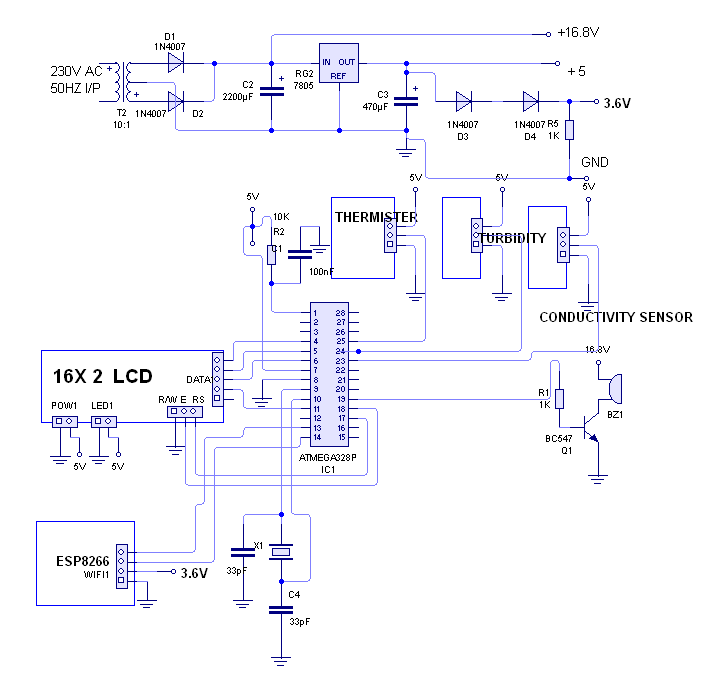 D1
1N4007
+16.8V
230V AC
50HZ I/P
+
+
T2
10:1
1N4007
D2
C2
2200µF
+
RG2
7805
IN OUT
REF
C3
470µF
+
+5
1N4007
D3
1N4007
D4
3.6V
R5
1K
GND
5V
10K
R2
C1
100nF
THERMISTER
5V
TURBIDITY
5V
5V
CONDUCTIVITY SENSOR
16.8V
1 28
2 27
3 26
4 25
5 24
6 23
7 22
8 21
9 20
10 19
11 18
12 17
13 16
14 15
ATMEGA328P
IC1
16X 2 LCD
DATA
R/W E RS
POW1
LED1
5V
5V
R1
1K
BC547
Q1
BZ1
ESP8266
WIFI1
3.6V
X1
33pF
C4
33pF